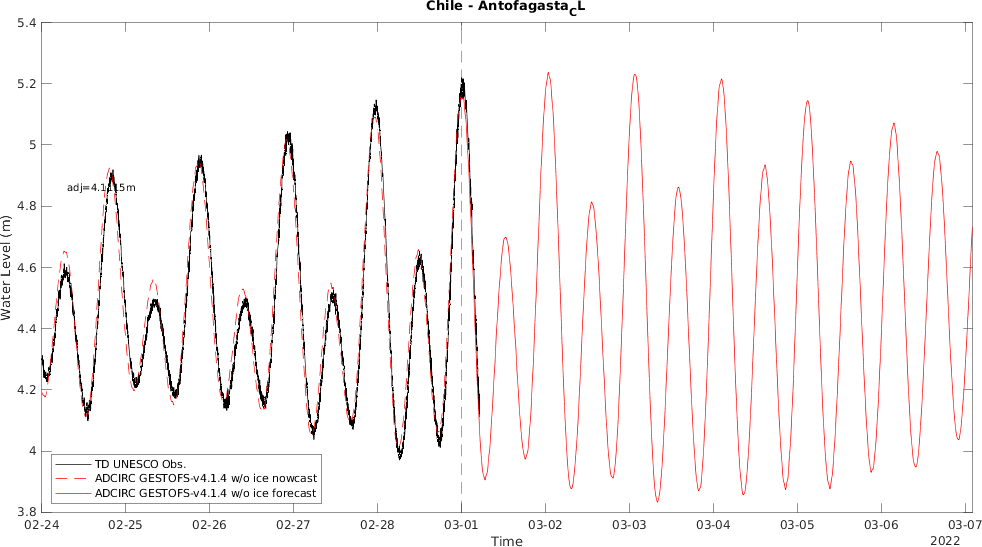 Chile - Antofagasta_CL
5.4
5.2
5
4.8
4.6
4.4
4.2
4
3.8
Water Level (m)
adj=4.1115m
TD UNESCO Obs.
ADCIRC GESTOFS-v4.1.4 w/o ice nowcast
ADCIRC GESTOFS-v4.1.4 w/o ice forecast
02-24 02-25 02-26 02-27 02-28 03-01 03-02 03-03 03-04 03-05 03-06 03-07
Time
2022